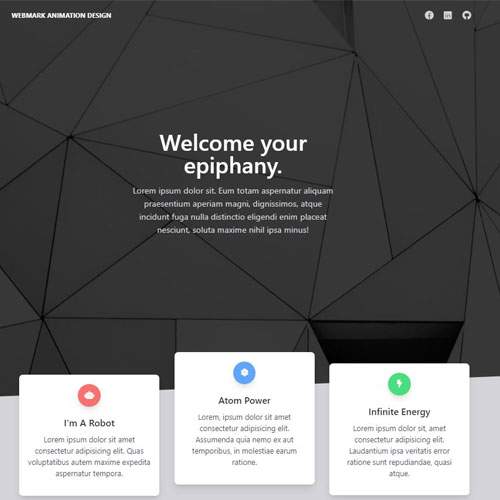 WEBMARK ANIMATION DESIGN
Welcome your
epiphany.
Lorem ipsum dolor sit. Eum totam aspernatur aliquam
praesentium aperiam magni, dignissimos, atque
incidunt fuga nulla distinctio eligendi enim placeat
nesciunt, soluta maxime nihil ipsa minus!
I'm A Robot
Lorem ipsum dolor sit amet
consectetur adipisicing elit. Quas
voluptatibus autem maxime expedita
aspernatur tempora.
Atom Power
Lorem, ipsum dolor sit amet
consectetur adipisicing elit.
Assumenda quia nemo ex aut
temporibus, in molestiae earum
ratione.
Infinite Energy
Lorem, ipsum dolor sit amet
consectetur adipisicing elit.
Laudantium ipsa veritatis error
ratione sunt repudiandae, quasi
atque.